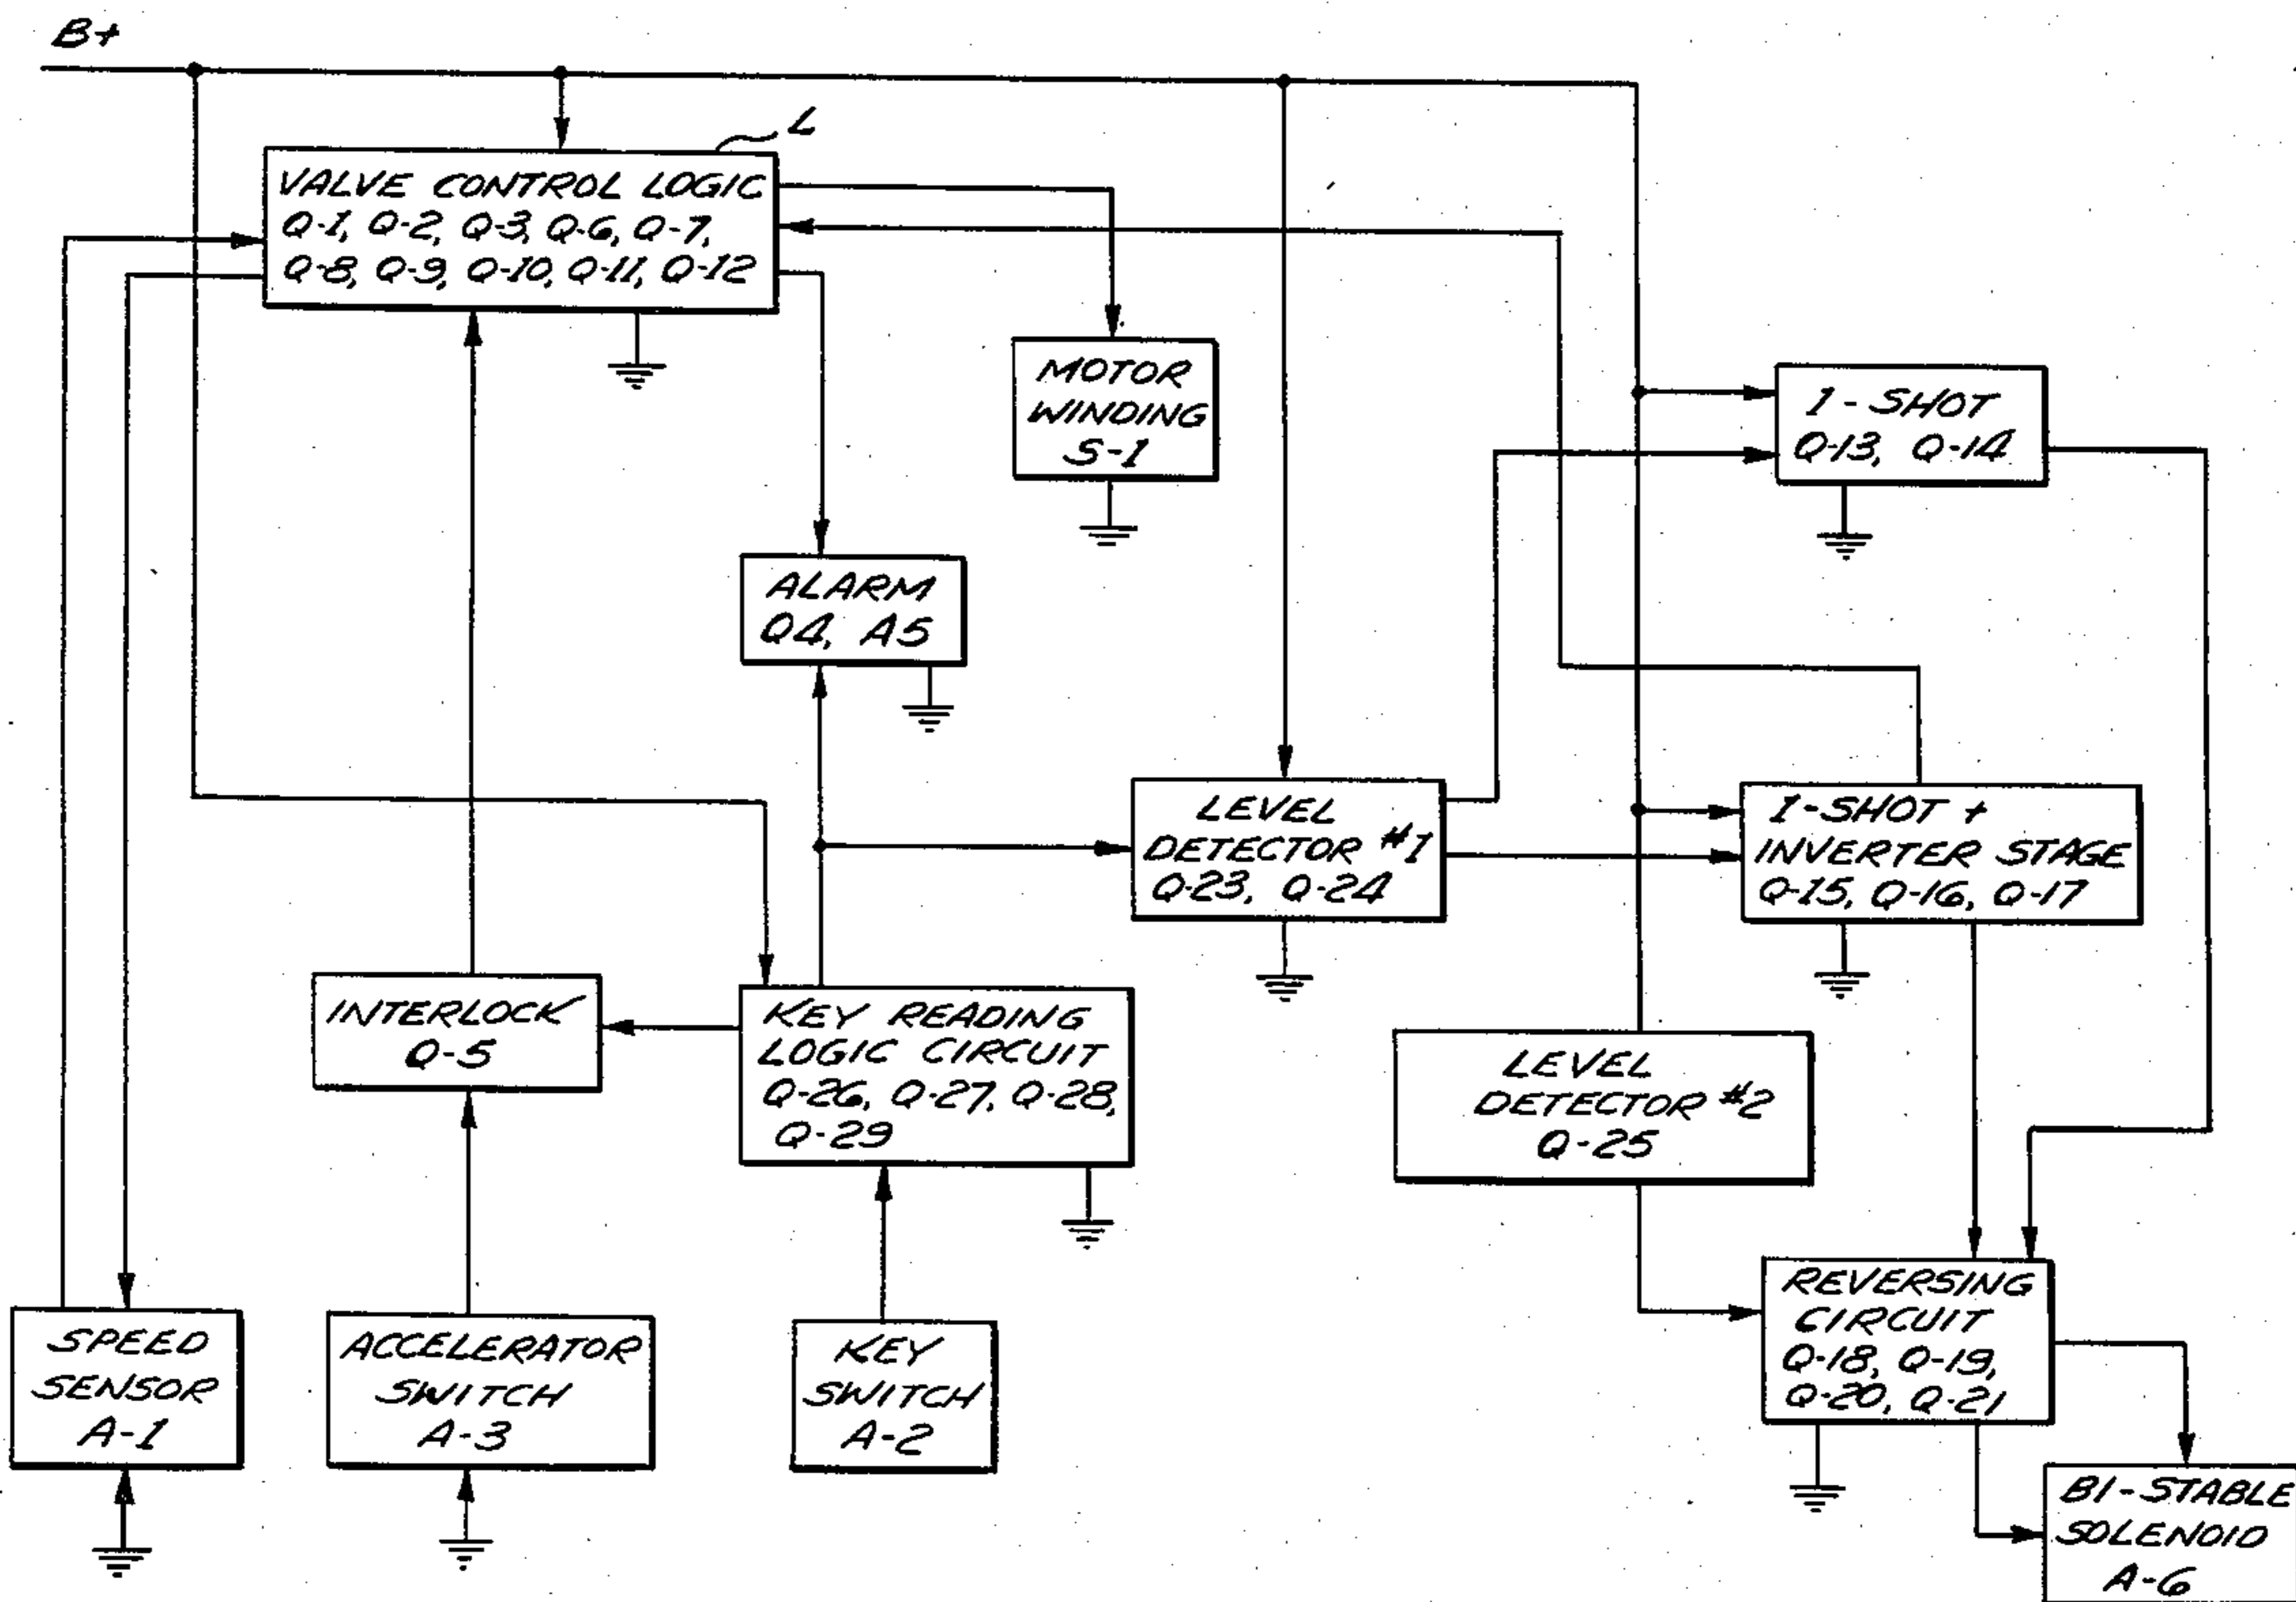 B+
L
VALVE CONTROL LOGIC
Q-1, Q-2, Q-3, Q-6, Q-7,
Q-8, Q-9, Q-10, Q-11, Q-12
MOTOR
WINDING
S-1
1-SHOT
Q-13, Q-14
ALARM
Q4, A5
LEVEL
DETECTOR #1
Q-23, Q-24
1-SHOT +
INVERTER STAGE
Q-15, Q-16, Q-17
INTERLOCK
Q-5
KEY READING
LOGIC CIRCUIT
Q-26, Q-27, Q-28,
Q-29
LEVEL
DETECTOR #2
Q-25
SPEED
SENSOR
A-1
ACCELERATOR
SWITCH
A-3
KEY
SWITCH
A-2
REVERSING
CIRCUIT
Q-18, Q-19,
Q-20, Q-21
BI-STABLE
SOLENOID
A-6